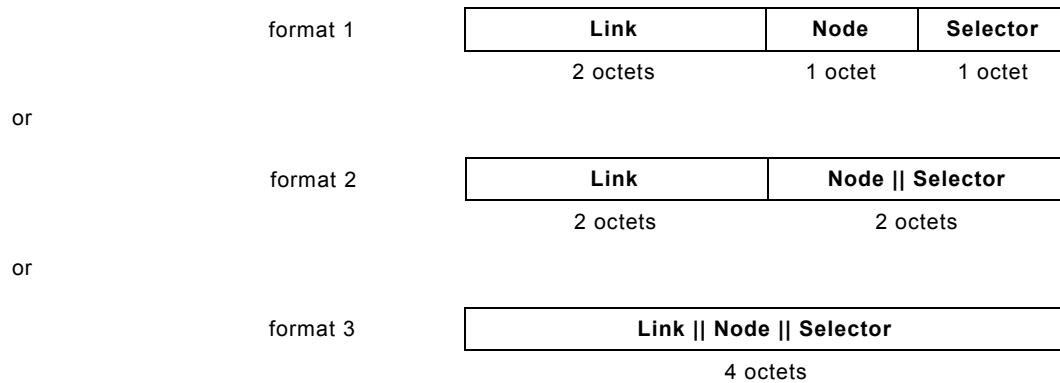 format 1 Link Node Selector
2 octets 1 octet 1 octet
or
format 2 Link Node || Selector
2 octets 2 octets
or
format 3 Link || Node || Selector
4 octets